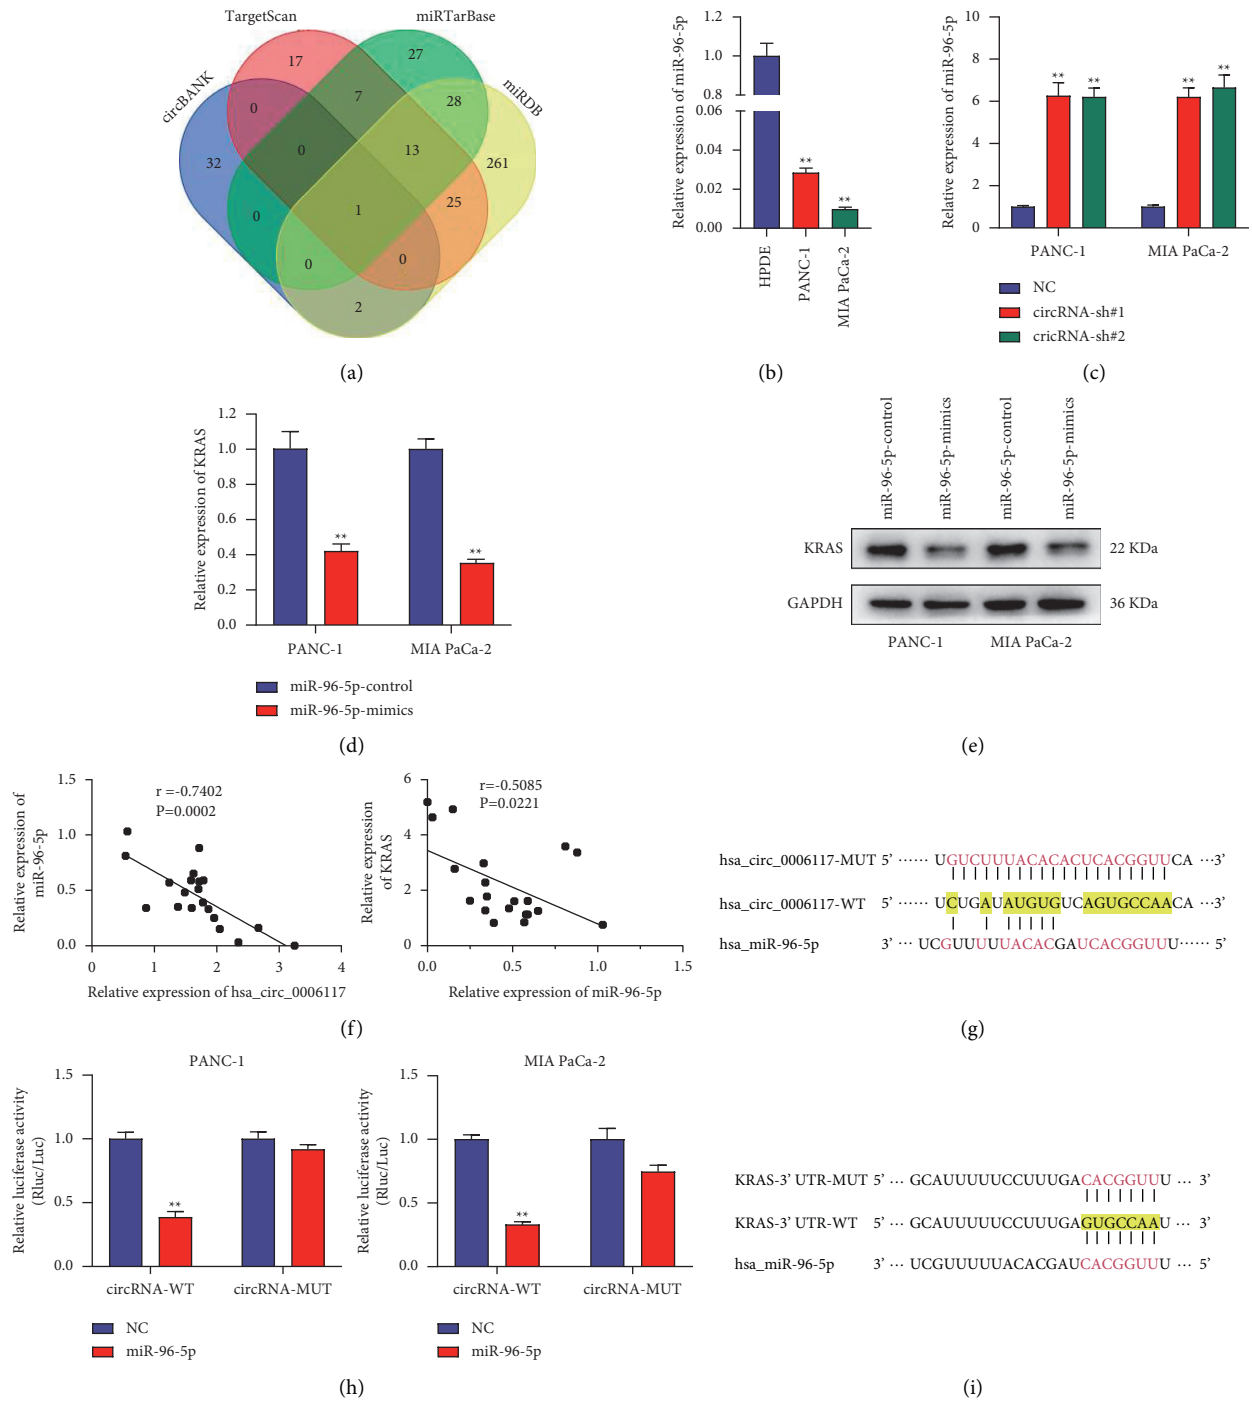 TargetScan
miRTarBase
circBANK
miRDB
17
27
0
7
28
32
0
13
261
0
1
25
0
0
2
(a)
Relative expression of miR-96-5p
1.2
1.0
0.8
0.06
0.04
0.02
0.00
**
**
HPDE
PANC-1
MIA PaCa-2
(b)
Relative expression of miR-96-5p
10
8
6
4
2
0
**
**
**
**
PANC-1
MIA PaCa-2
NC
circRNA-sh#1
cricRNA-sh#2
(c)
Relative expression of KRAS
1.2
1.0
0.8
0.6
0.4
0.2
0.0
**
**
PANC-1
MIA PaCa-2
miR-96-5p-control
miR-96-5p-mimics
(d)
miR-96-5p-control
miR-96-5p-mimics
miR-96-5p-control
miR-96-5p-mimics
KRAS
22 KDa
GAPDH
36 KDa
PANC-1
MIA PaCa-2
(e)
Relative expression of
miR-96-5p
1.5
1.0
0.5
0.0
r =-0.7402
P=0.0002
0
1
2
3
4
Relative expression of hsa_circ_0006117
Relative expression
of KRAS
6
4
2
0
r=-0.5085
P=0.0221
0.0
0.5
1.0
1.5
Relative expression of miR-96-5p
(f)
hsa_circ_0006117-MUT 5’ ······ UGUCUUUACACACUCACGGUUCA ···3’
hsa_circ_0006117-WT 5’ ······ UCUGAUAUGUGUCAGUGCCAACA ···3’
hsa_miR-96-5p 3’ ··· UCGUUUUUACACGAUCACGGUUU······ 5’
(g)
PANC-1
Relative luciferase activity
(Rluc/Luc)
1.5
1.0
0.5
0.0
**
circRNA-WT
circRNA-MUT
NC
miR-96-5p
MIA PaCa-2
Relative luciferase activity
(Rluc/Luc)
1.5
1.0
0.5
0.0
**
circRNA-WT
circRNA-MUT
NC
miR-96-5p
(h)
KRAS-3’ UTR-MUT 5’ ··· GCAUUUUUCCUUUGACACGGUUU ··· 3’
KRAS-3’ UTR-WT 5’ ··· GCAUUUUUCCUUUGAGUGCCAAU ··· 3’
hsa_miR-96-5p 3’ ··· UCGUUUUUACACGAUCACGGUUU ··· 5’
(i)